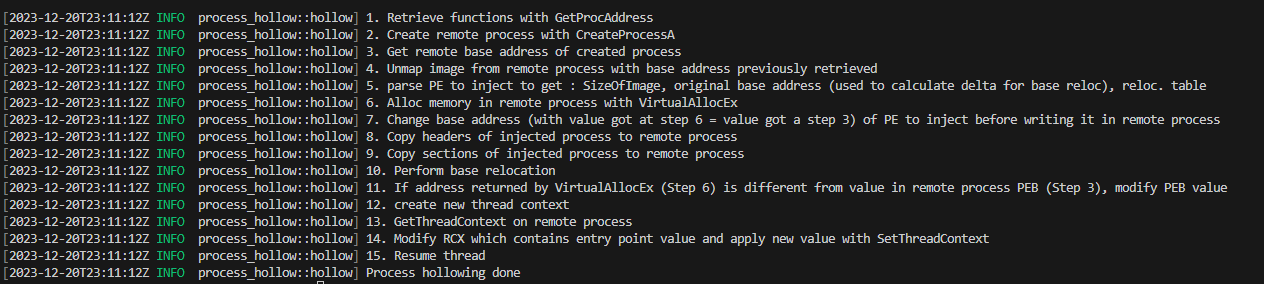 [2023-12-20T23:11:12Z INFO  process_hollow::hollow] 1. Retrieve functions with GetProcAddress
[2023-12-20T23:11:12Z INFO  process_hollow::hollow] 2. Create remote process with CreateProcessA
[2023-12-20T23:11:12Z INFO  process_hollow::hollow] 3. Get remote base address of created process
[2023-12-20T23:11:12Z INFO  process_hollow::hollow] 4. Unmap image from remote process with base address previously retrieved
[2023-12-20T23:11:12Z INFO  process_hollow::hollow] 5. parse PE to inject to get : SizeOfImage, original base address (used to calculate delta for base reloc), reloc. table
[2023-12-20T23:11:12Z INFO  process_hollow::hollow] 6. Alloc memory in remote process with VirtualAllocEx
[2023-12-20T23:11:12Z INFO  process_hollow::hollow] 7. Change base address (with value got at step 6 = value got a step 3) of PE to inject before writing it in remote process
[2023-12-20T23:11:12Z INFO  process_hollow::hollow] 8. Copy headers of injected process to remote process
[2023-12-20T23:11:12Z INFO  process_hollow::hollow] 9. Copy sections of injected process to remote process
[2023-12-20T23:11:12Z INFO  process_hollow::hollow] 10. Perform base relocation
[2023-12-20T23:11:12Z INFO  process_hollow::hollow] 11. If address returned by VirtualAllocEx (Step 6) is different from value in remote process PEB (Step 3), modify PEB value
[2023-12-20T23:11:12Z INFO  process_hollow::hollow] 12. create new thread context
[2023-12-20T23:11:12Z INFO  process_hollow::hollow] 13. GetThreadContext on remote process
[2023-12-20T23:11:12Z INFO  process_hollow::hollow] 14. Modify RCX which contains entry point value and apply new value with SetThreadContext
[2023-12-20T23:11:12Z INFO  process_hollow::hollow] 15. Resume thread
[2023-12-20T23:11:12Z INFO  process_hollow::hollow] Process hollowing done